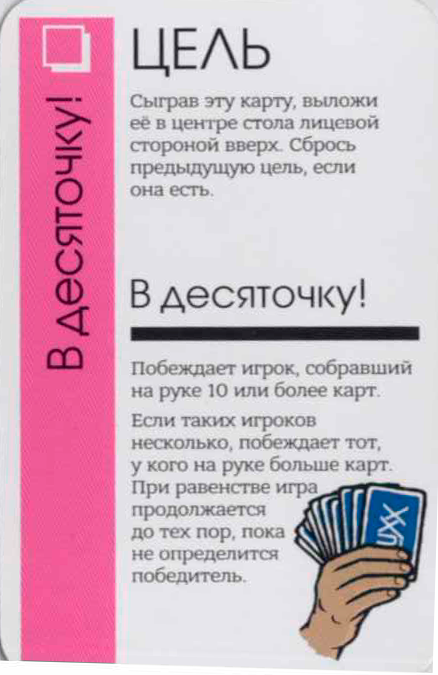 В десяточку!
ЦЕЛЬ
Сыграв эту карту, выложи
её в центре стола лицевой
стороной вверх. Сбрось
предыдущую цель, если
она есть.
В десяточку!
Побеждает игрок, собравший
на руке 10 или более карт.
Если таких игроков
несколько, побеждает тот,
у кого на руке больше карт.
При равенстве игра
продолжается
до тех пор, пока
не определится
победитель.